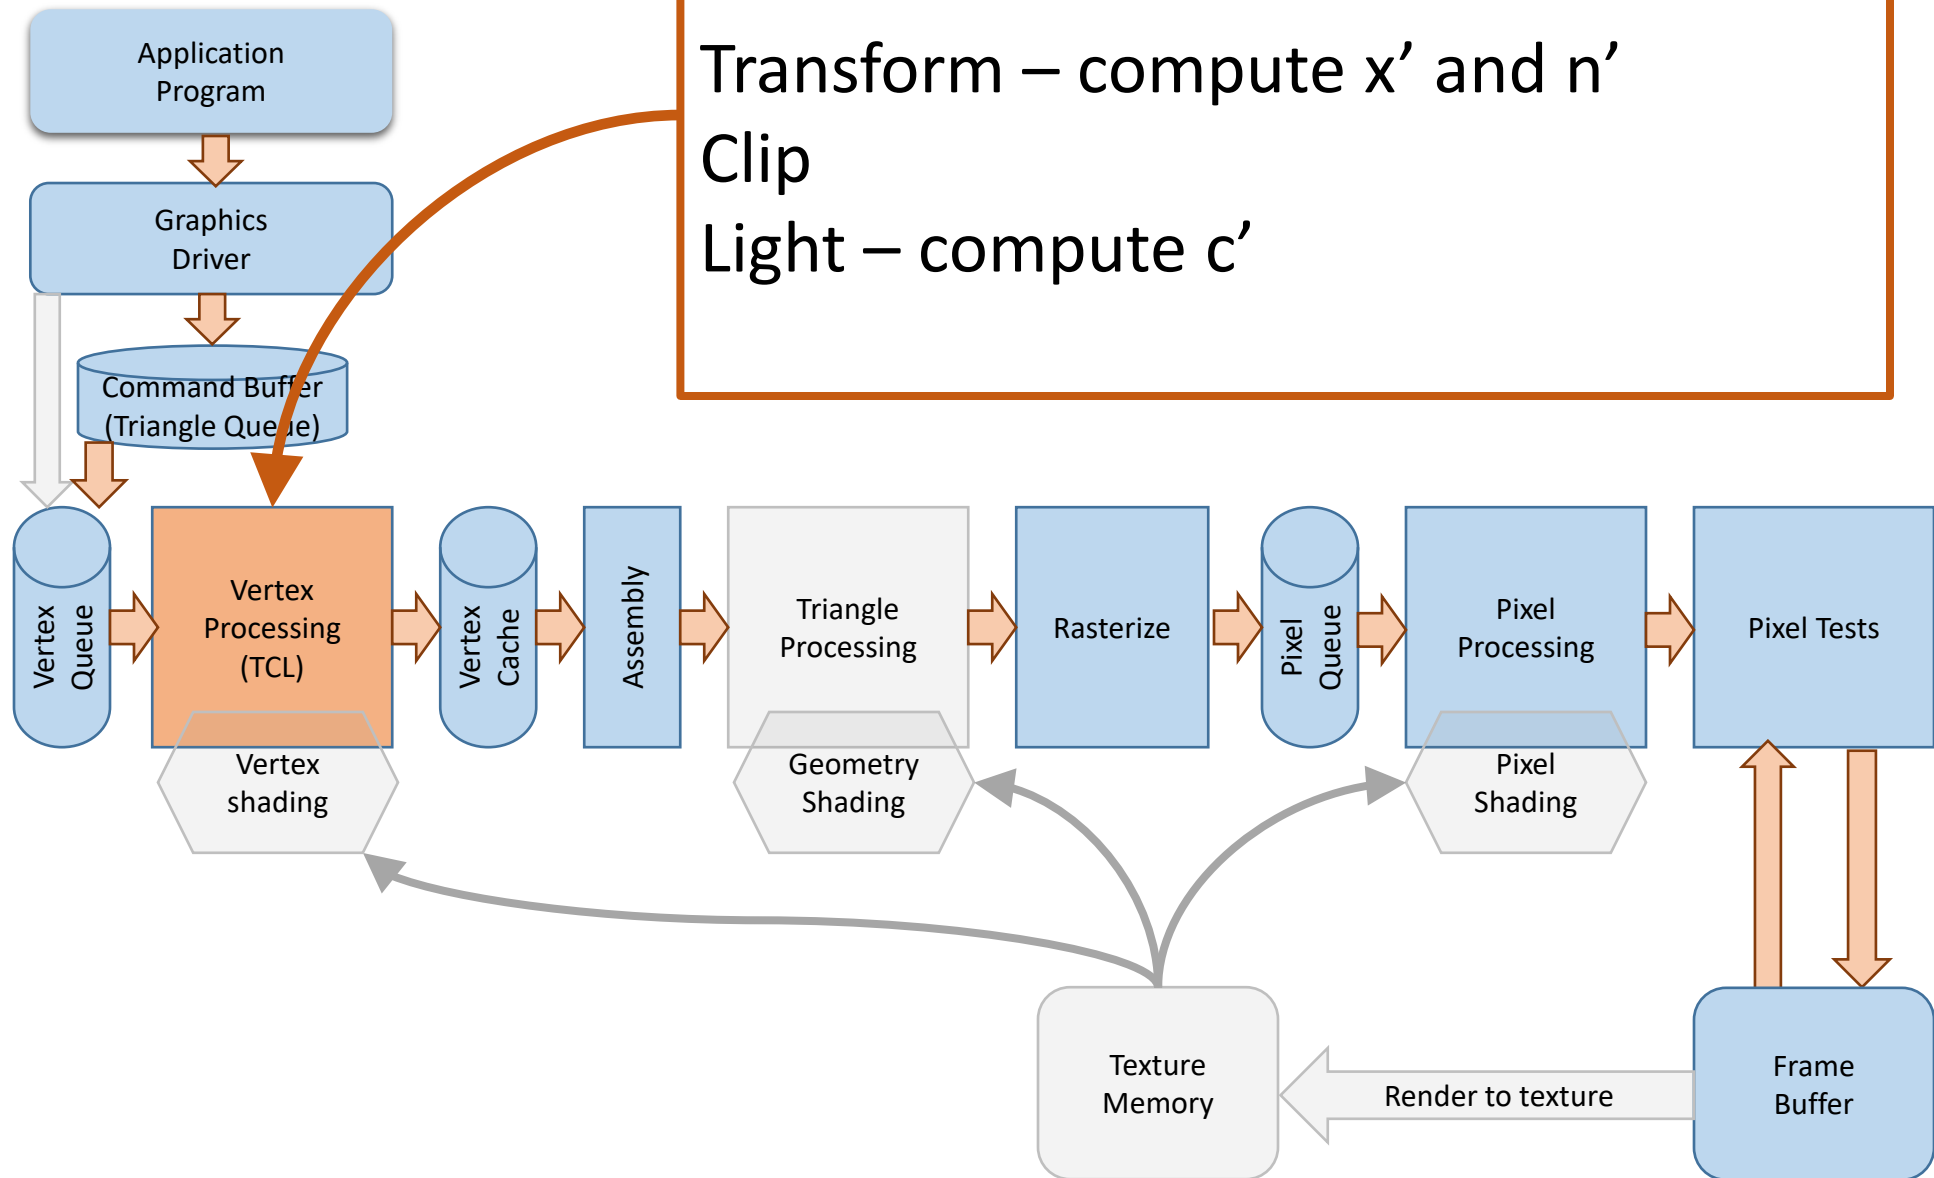 Application
Program
Transform – compute x’ and n’
Clip
Light – compute c’
Graphics
Driver
Command Buffer
(Triangle Queue)
Vertex
Queue
Vertex
Processing
(TCL)
Vertex
Cache
Assembly
Triangle
Processing
Rasterize
Pixel
Queue
Pixel
Processing
Pixel Tests
Vertex
shading
Geometry
Shading
Pixel
Shading
Texture
Memory
Render to texture
Frame
Buffer